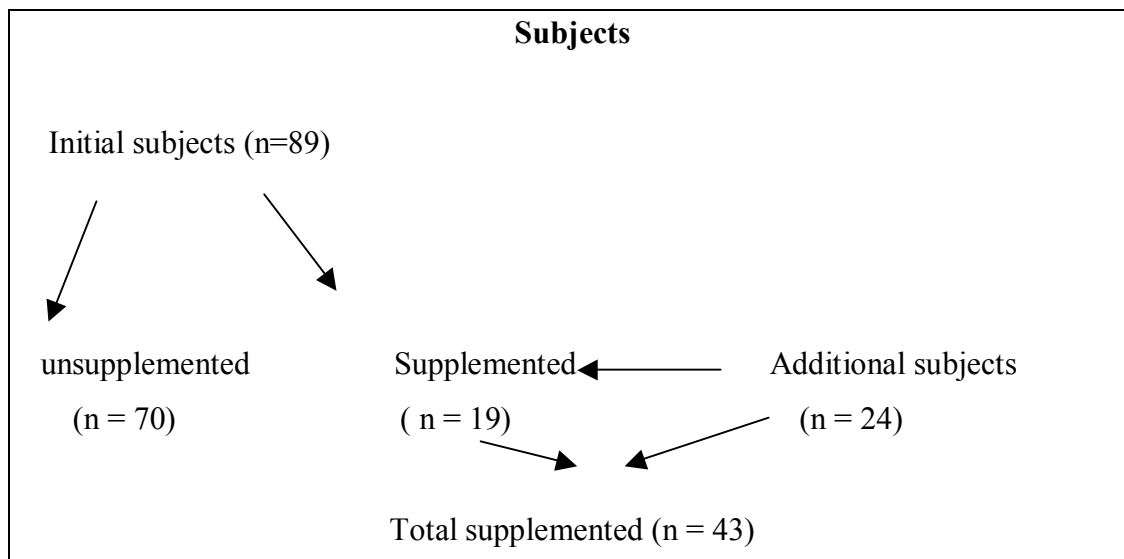 Subjects
Initial subjects (n=89)
unsupplemented Supplemented Additional subjects
(n = 70) ( n = 19) (n = 24)
Total supplemented (n = 43)